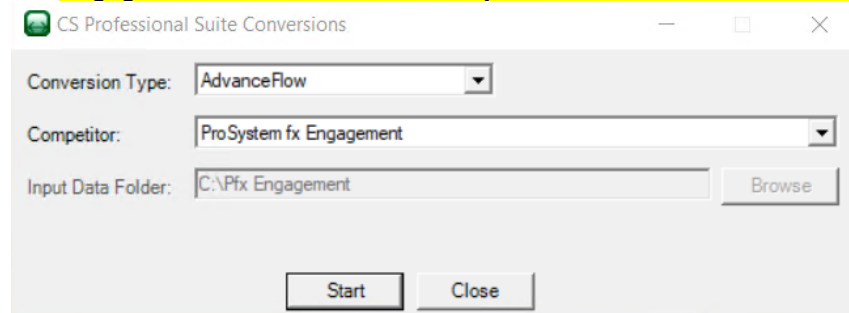 CS Professional Suite Conversions
Conversion Type: AdvanceFlow
Competitor: ProSystem fx Engagement
Input Data Folder: C:\Pfx Engagement Browse
Start Close